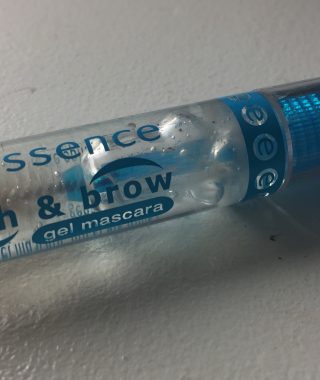 ssence
h & brow
gel mascara
e e e